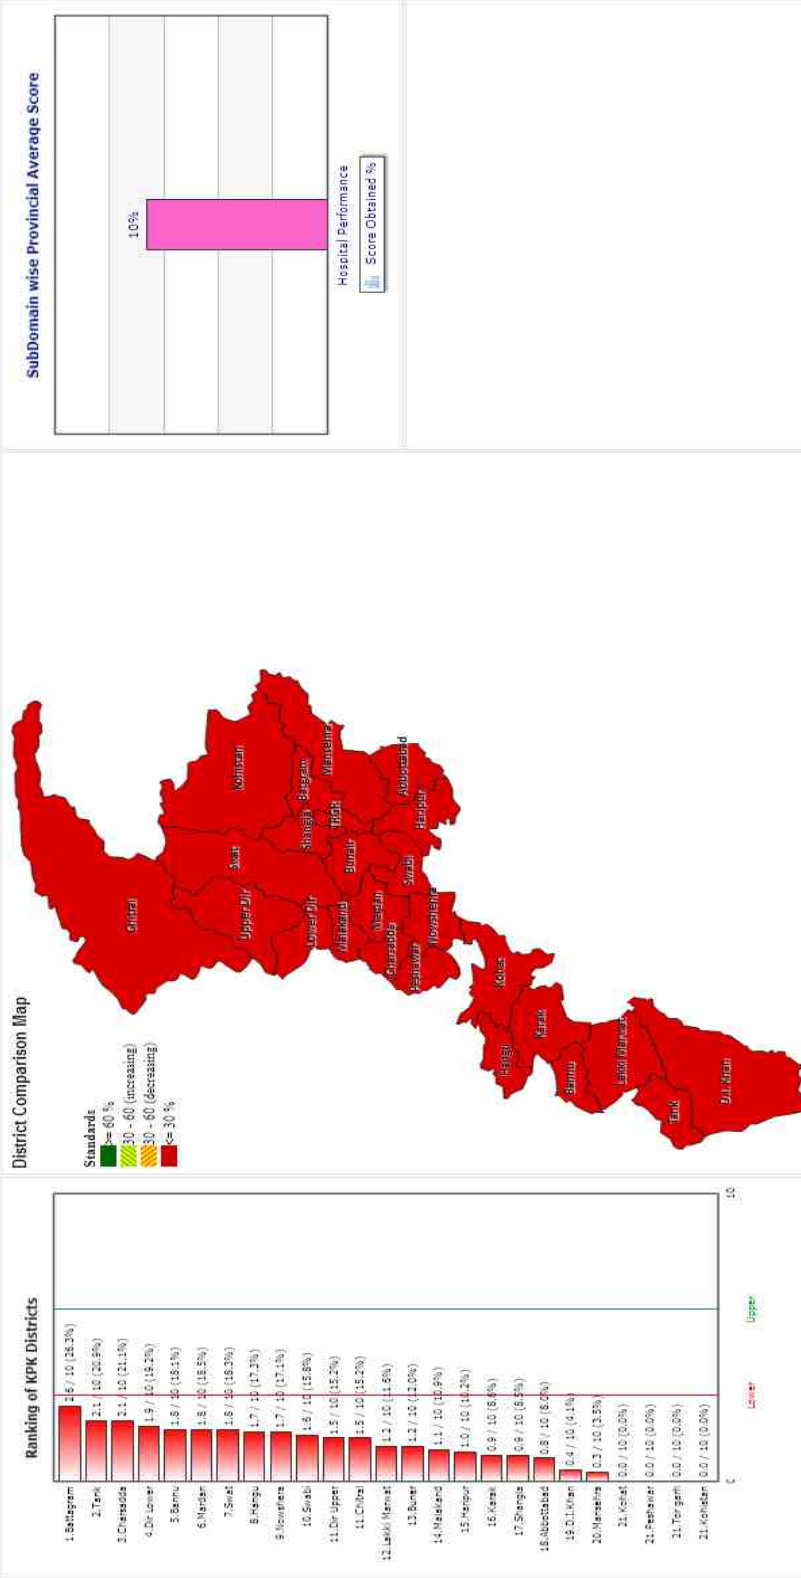 Ranking of KPK Districts
1.Battagram 2.6 / 10 (26.3%)
2.Tank 2.1 / 10 (20.9%)
3.Charsadda 2.1 / 10 (21.1%)
4.Dir Lower 1.9 / 10 (19.2%)
5.Bannu 1.8 / 10 (18.1%)
6.Mardan 1.8 / 10 (18.5%)
7.Swat 1.8 / 10 (18.3%)
8.Hangu 1.7 / 10 (17.3%)
9.Nowshera 1.7 / 10 (17.1%)
10.Swabi 1.6 / 10 (15.8%)
11.Dir Upper 1.5 / 10 (15.2%)
11.Chitral 1.5 / 10 (15.2%)
12.Lakki Marwat 1.2 / 10 (11.6%)
13.Buner 1.2 / 10 (12.0%)
14.Malakand 1.1 / 10 (10.9%)
15.Haripur 1.0 / 10 (10.2%)
16.Karak 0.9 / 10 (8.6%)
17.Shangla 0.9 / 10 (8.5%)
18.Abbottabad 0.8 / 10 (8.0%)
19.D.I.Khan 0.4 / 10 (4.1%)
20.Mansehra 0.3 / 10 (3.5%)
21.Kohat 0.0 / 10 (0.0%)
21.Peshawar 0.0 / 10 (0.0%)
21.Tor garh 0.0 / 10 (0.0%)
21.Kohistan 0.0 / 10 (0.0%)
0 10
Lower Upper
District Comparison Map
Standards
>= 60 %
30 - 60 (increasing)
30 - 60 (decreasing)
<= 30 %
Chitral
Upper Dir
Swat
Kohistan
Lower Dir
Shangla
Batgram
Malakand
Bunair
TRGR
Mansehra
Charsadda
Mardan
Swabi
Abbottabad
Haripur
Peshawar
Nowshehra
Kohat
Hangu
Karak
Bannu
Lakki Marwat
Tank
D.I. Khan
SubDomain wise Provincial Average Score
10%
Hospital Performance
Score Obtained %